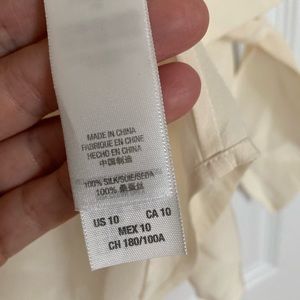 MADE IN CHINA
FABRIQUÉ EN CHINE
HECHO EN CHINA
中国制造
100% SILK/SOIE/SEDA
100% 桑蚕丝
US 10 CA 10
MEX 10
CH 180/100A